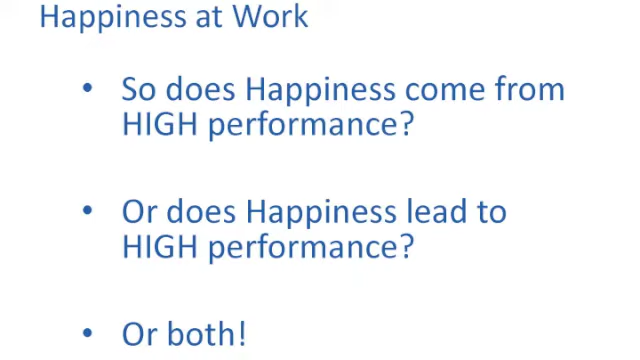 Happiness at Work
• So does Happiness come from
HIGH performance?
• Or does Happiness lead to
HIGH performance?
• Or both!